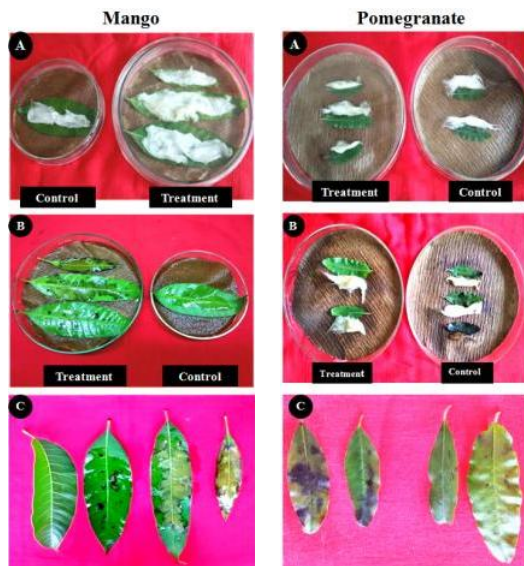 Mango
Pomegranate
A
A
Control
Treatment
Treatment
Control
B
B
Treatment
Control
Treatment
Control
C
C